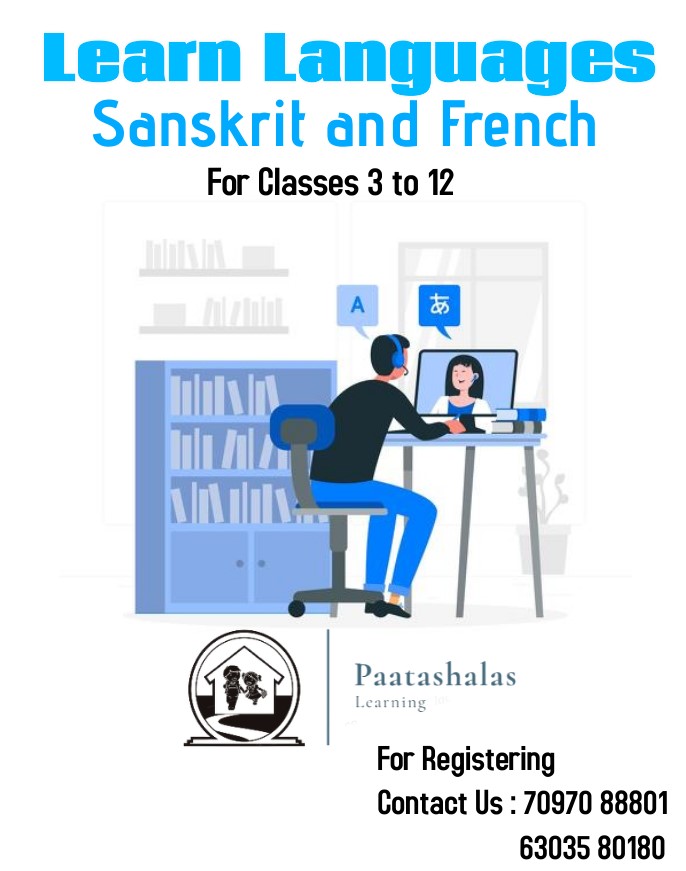 Learn Languages
Sanskrit and French
For Classes 3 to 12
A
あ
Paatashalas
Learning
For Registering
Contact Us : 70970 88801
63035 80180